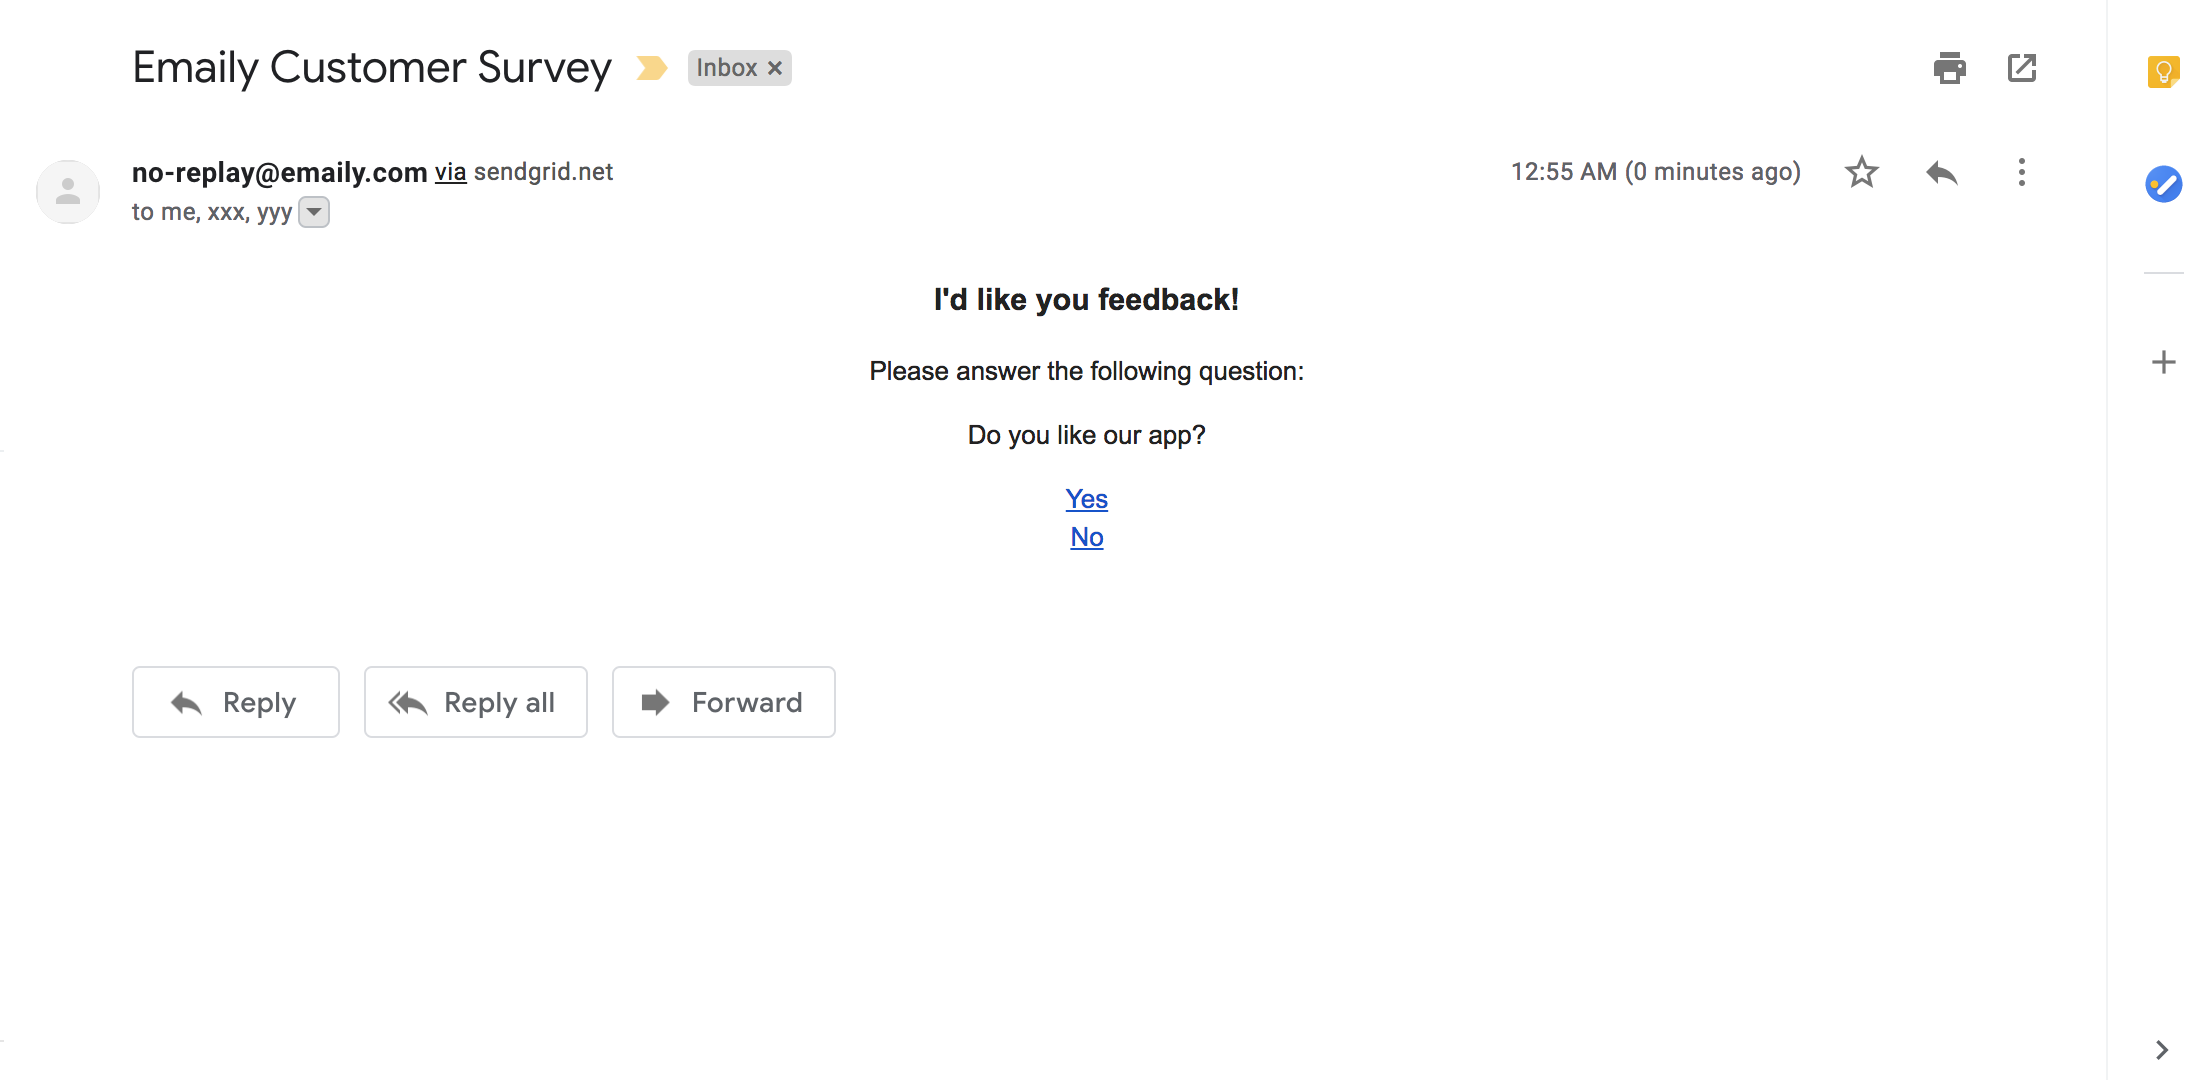 Emaily Customer Survey Inbox ×
no-replay@emaily.com via sendgrid.net 12:55 AM (0 minutes ago)
to me, xxx, yyy
I'd like you feedback!
Please answer the following question:
Do you like our app?
Yes
No
Reply Reply all Forward